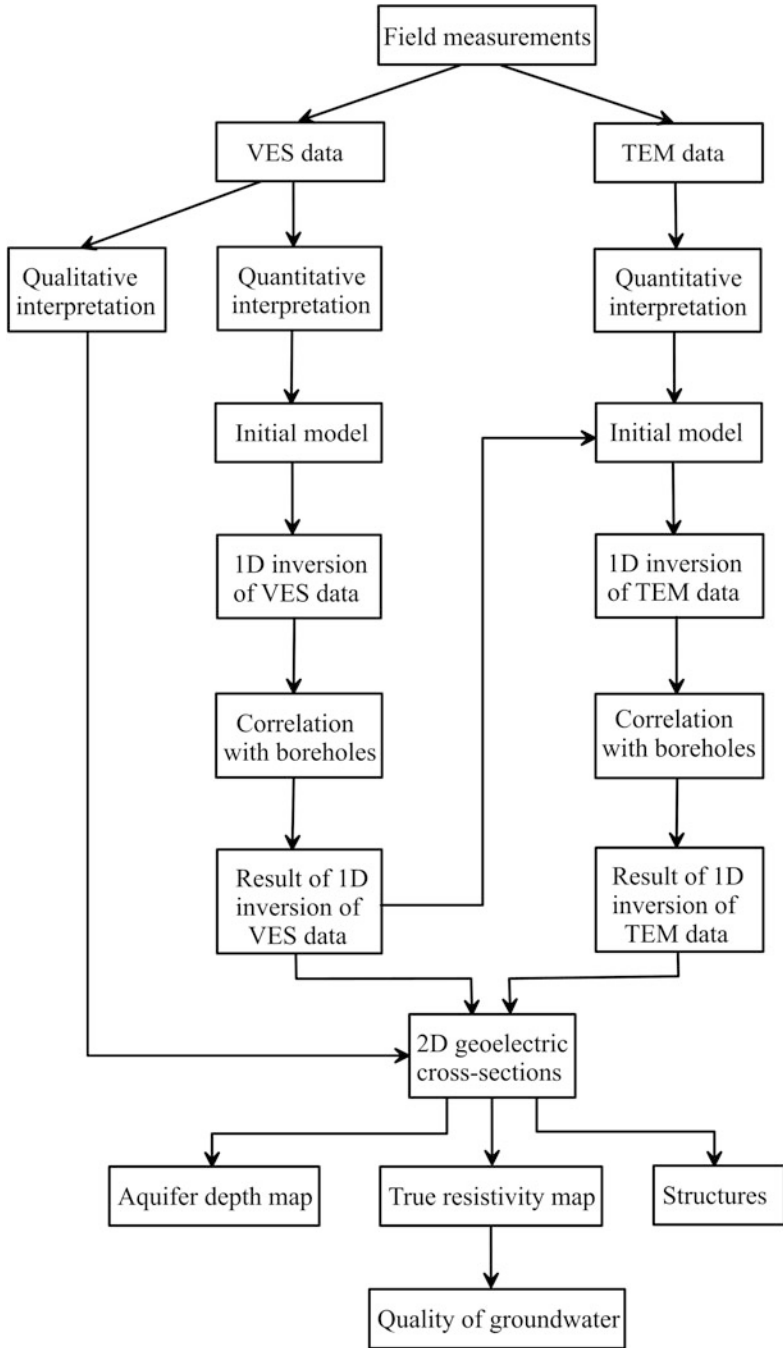 Field measurements
VES data
TEM data
Qualitative
interpretation
Quantitative
interpretation
Quantitative
interpretation
Initial model
Initial model
1D inversion
of VES data
1D inversion
of TEM data
Correlation
with boreholes
Correlation
with boreholes
Result of 1D
inversion of
VES data
Result of 1D
inversion of
TEM data
2D geoelectric
cross-sections
Aquifer depth map
True resistivity map
Structures
Quality of groundwater